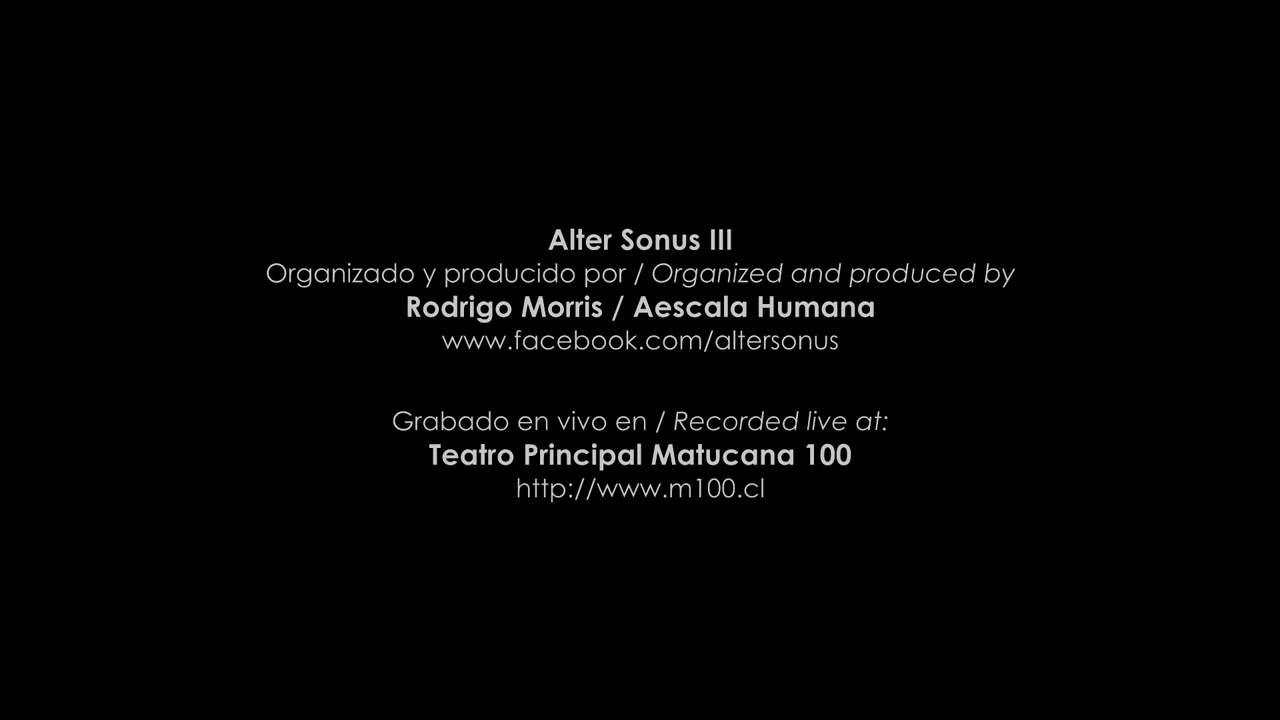 Alter Sonus III
Organizado y producido por / Organized and produced by
Rodrigo Morris / Aescala Humana
www.facebook.com/altersonus
Grabado en vivo en / Recorded live at:
Teatro Principal Matucana 100
http://www.m100.cl